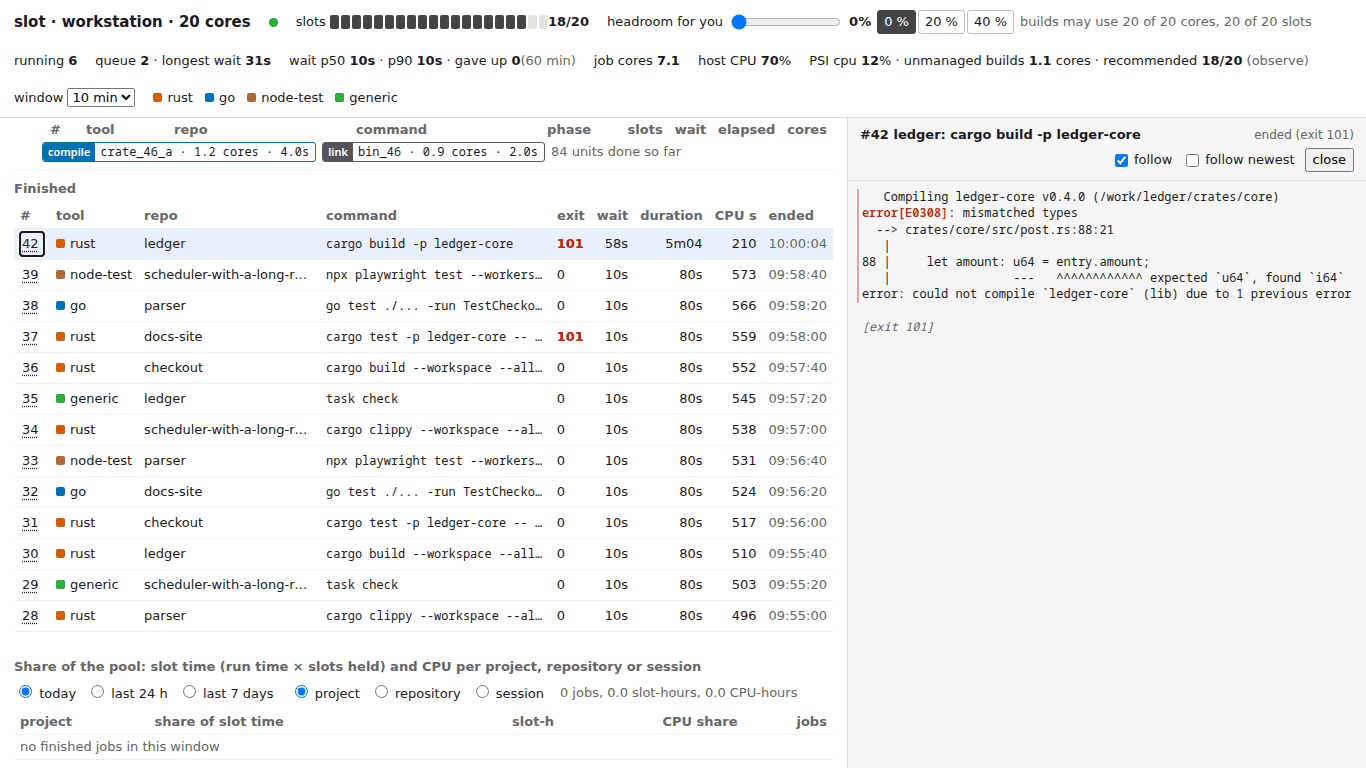 slot · workstation · 20 cores slots 18/20 headroom for you 0% 0 % 20 % 40 % builds may use 20 of 20 cores, 20 of 20 slots
running 6 queue 2 · longest wait 31s wait p50 10s · p90 10s · gave up 0(60 min) job cores 7.1 host CPU 70% PSI cpu 12% · unmanaged builds 1.1 cores · recommended 18/20 (observe)
window 10 min rust go node-test generic
# tool repo command phase slots wait elapsed cores
compile crate_46_a · 1.2 cores · 4.0s link bin_46 · 0.9 cores · 2.0s 84 units done so far
Finished
# tool repo command exit wait duration CPU s ended
42 rust ledger cargo build -p ledger-core 101 58s 5m04 210 10:00:04
39 node-test scheduler-with-a-long-r… npx playwright test --workers… 0 10s 80s 573 09:58:40
38 go parser go test ./... -run TestChecko… 0 10s 80s 566 09:58:20
37 rust docs-site cargo test -p ledger-core -- … 101 10s 80s 559 09:58:00
36 rust checkout cargo build --workspace --all… 0 10s 80s 552 09:57:40
35 generic ledger task check 0 10s 80s 545 09:57:20
34 rust scheduler-with-a-long-r… cargo clippy --workspace --al… 0 10s 80s 538 09:57:00
33 node-test parser npx playwright test --workers… 0 10s 80s 531 09:56:40
32 go docs-site go test ./... -run TestChecko… 0 10s 80s 524 09:56:20
31 rust checkout cargo test -p ledger-core -- … 0 10s 80s 517 09:56:00
30 rust ledger cargo build --workspace --all… 0 10s 80s 510 09:55:40
29 generic scheduler-with-a-long-r… task check 0 10s 80s 503 09:55:20
28 rust parser cargo clippy --workspace --al… 0 10s 80s 496 09:55:00
Share of the pool: slot time (run time × slots held) and CPU per project, repository or session
today last 24 h last 7 days project repository session 0 jobs, 0.0 slot-hours, 0.0 CPU-hours
project share of slot time slot-h CPU share jobs
no finished jobs in this window
#42 ledger: cargo build -p ledger-core ended (exit 101)
follow follow newest close
Compiling ledger-core v0.4.0 (/work/ledger/crates/core)
error[E0308]: mismatched types
--> crates/core/src/post.rs:88:21
|
88 | let amount: u64 = entry.amount;
| --- ^^^^^^^^^^^^ expected `u64`, found `i64`
error: could not compile `ledger-core` (lib) due to 1 previous error
[exit 101]